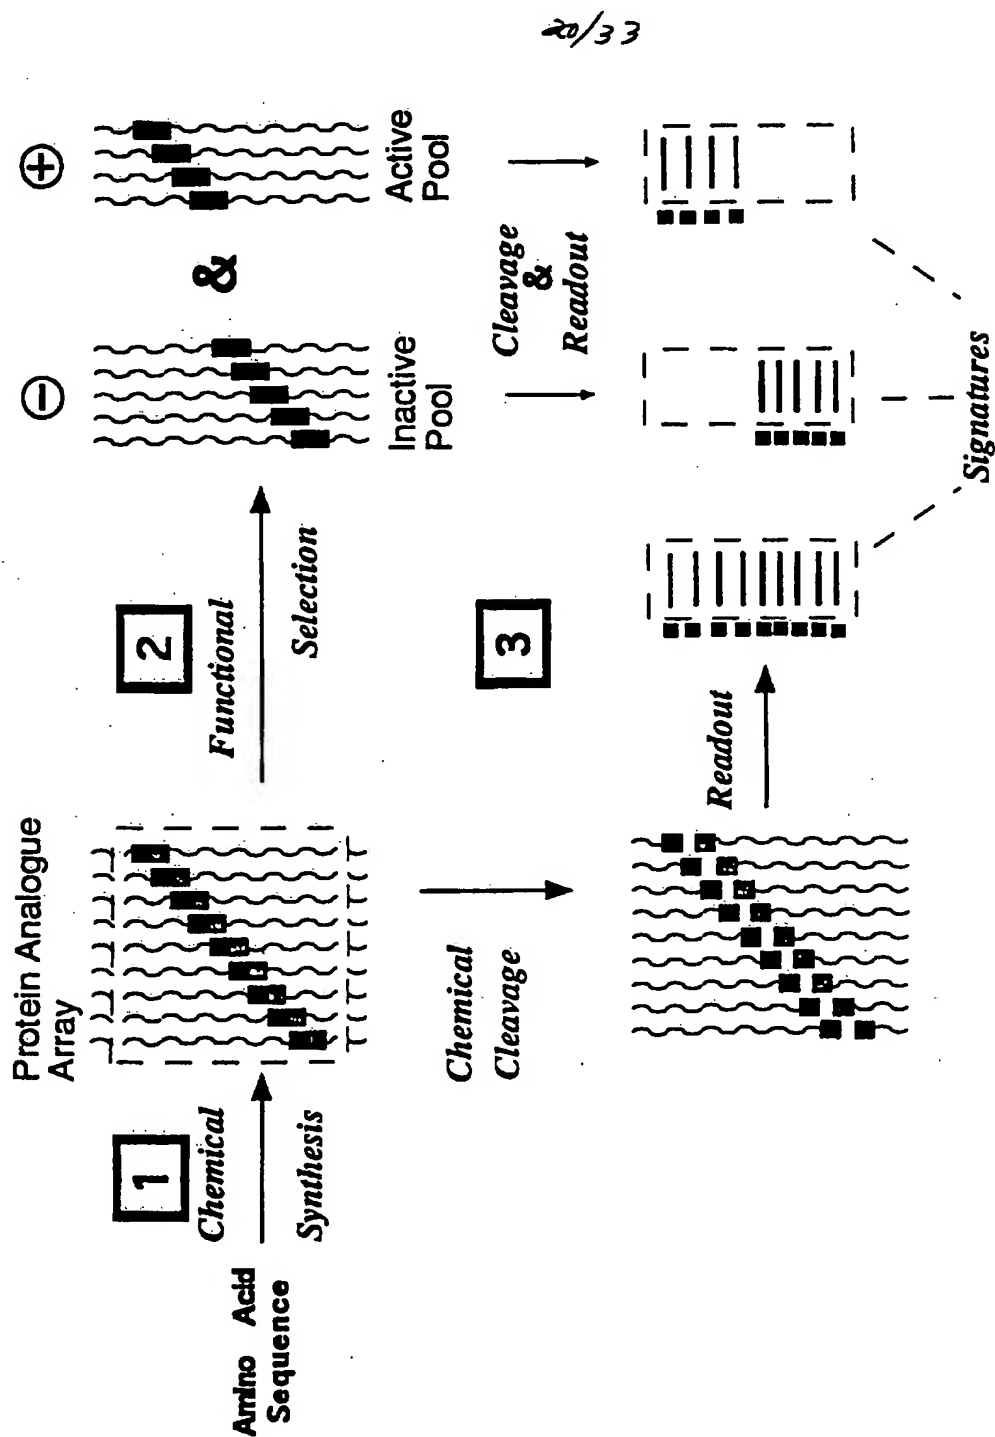 20/33
Amino Acid
Sequence
1
Chemical
Synthesis
Protein Analogue
Array
2
Functional
Selection
−
&
+
Inactive
Pool
Active
Pool
Chemical
Cleavage
3
Readout
Cleavage
&
Readout
Signatures